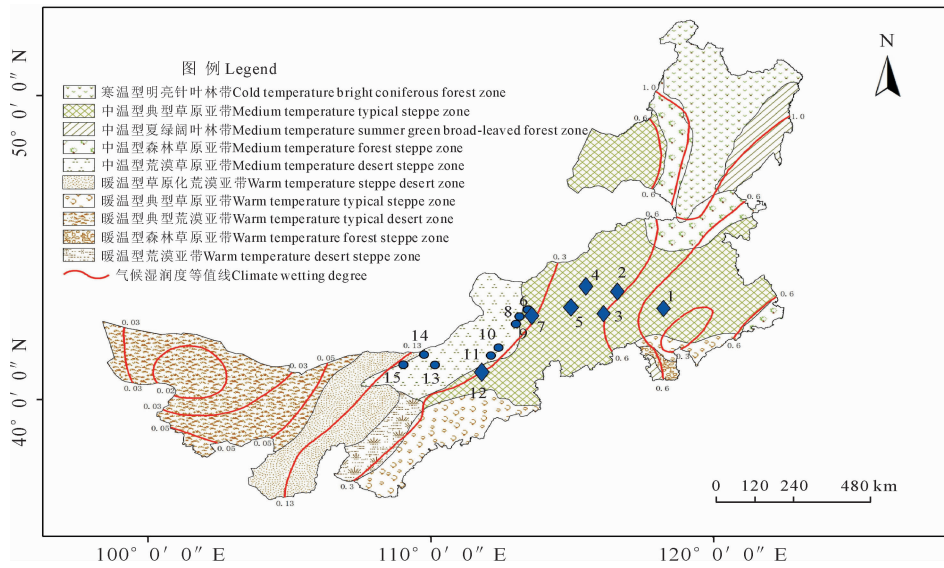 N
图 例 Legend
寒温型明亮针叶林带Cold temperature bright coniferous forest zone
中温型典型草原亚带Medium temperature typical steppe zone
中温型夏绿阔叶林带Medium temperature summer green broad-leaved forest zone
中温型森林草原亚带Medium temperature forest steppe zone
中温型荒漠草原亚带Medium temperature desert steppe zone
暖温型草原化荒漠亚带Warm temperature steppe desert zone
暖温型典型草原亚带Warm temperature typical steppe zone
暖温型典型荒漠亚带Warm temperature typical desert zone
暖温型森林草原亚带Warm temperature forest steppe zone
暖温型荒漠亚带Warm temperature desert steppe zone
气候湿润度等值线Climate wetting degree
50° 0′ 0″ N
40° 0′ 0″ N
1.0
0.6
1.0
0.6
0.6
0.6
0.3
4
2
1
5
3
6
8
7
9
0.6
0.3
0.6
0.6
0.6
10
11
12
14
0.13
15
13
0.03
0.05
0.02
0.03
0.05
0.05
0.3
0.13
0 120 240 480 km
100° 0′ 0″ E
110° 0′ 0″ E
120° 0′ 0″ E